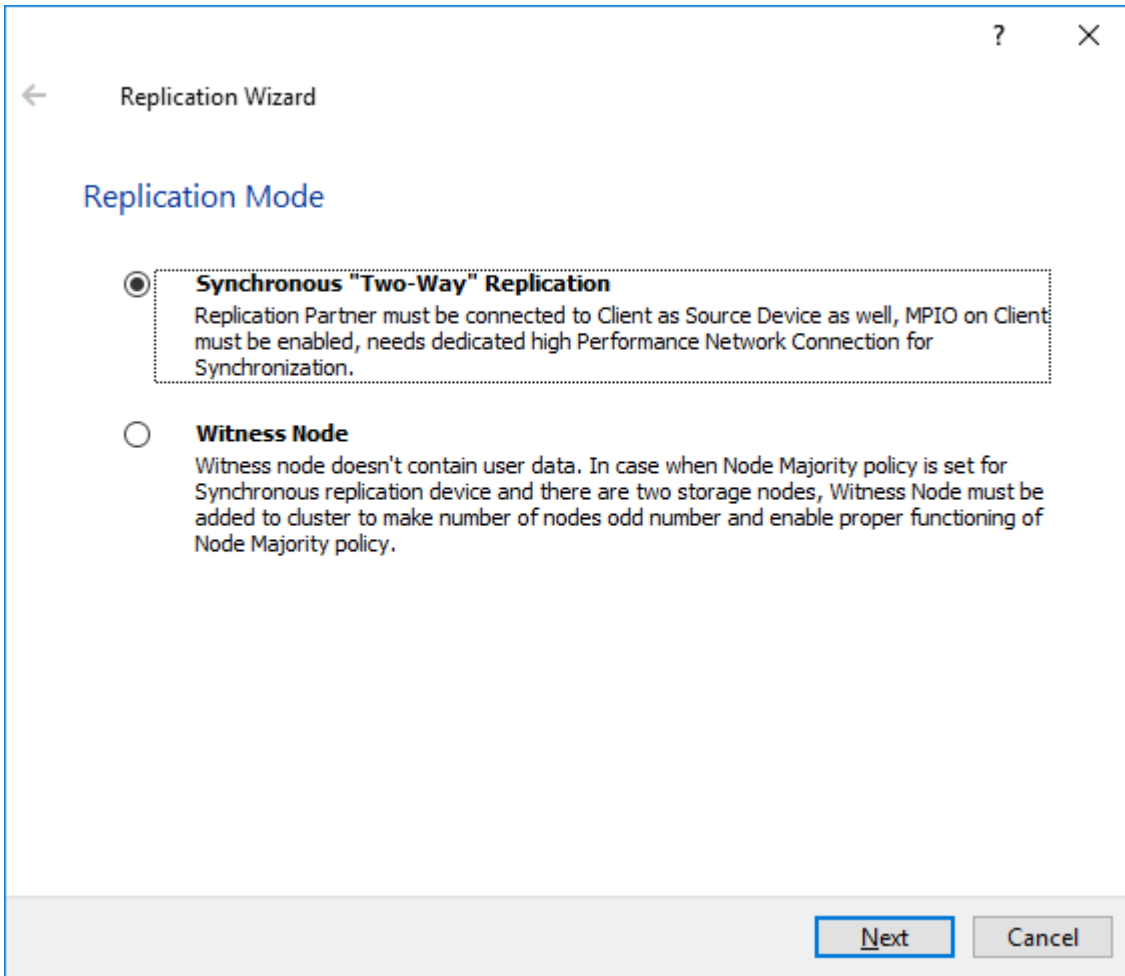 ?
Replication Wizard
Replication Mode
Synchronous "Two-Way" Replication
Replication Partner must be connected to Client as Source Device as well, MPIO on Client
must be enabled, needs dedicated high Performance Network Connection for
Synchronization.
Witness Node
Witness node doesn't contain user data. In case when Node Majority policy is set for
Synchronous replication device and there are two storage nodes, Witness Node must be
added to cluster to make number of nodes odd number and enable proper functioning of
Node Majority policy.
Next Cancel